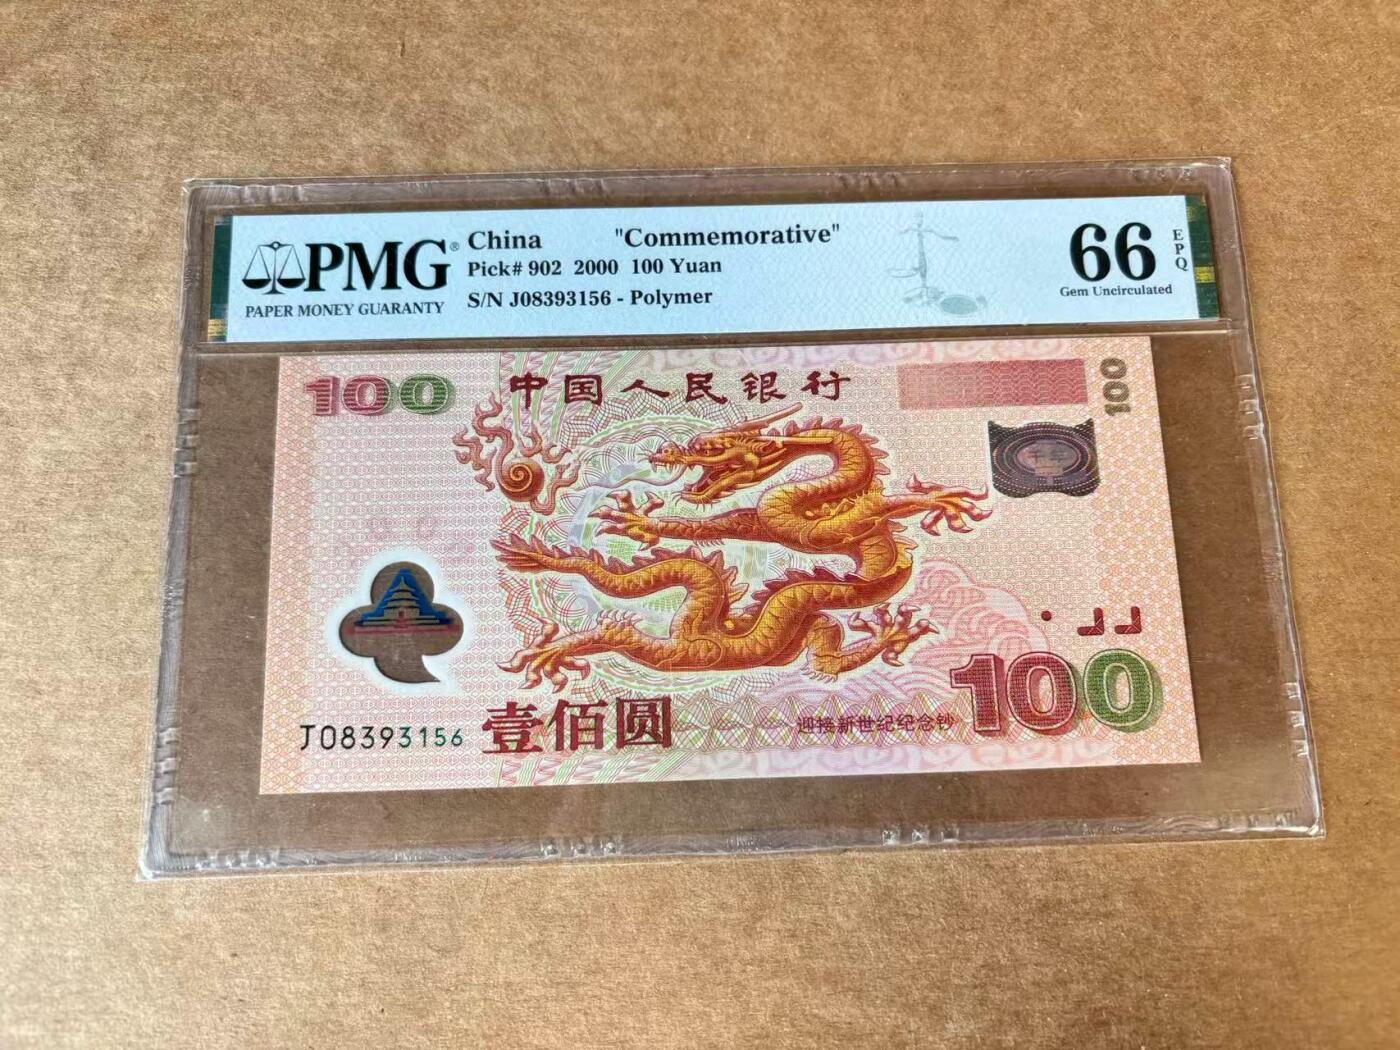 PMG®
PAPER MONEY GUARANTY
China "Commemorative"
Pick# 902 2000 100 Yuan
S/N J08393156 - Polymer
66
EPQ
Gem Uncirculated
100
中国人民银行
100
千年
100
J08393156
壹佰圆
迎接新世纪纪念钞